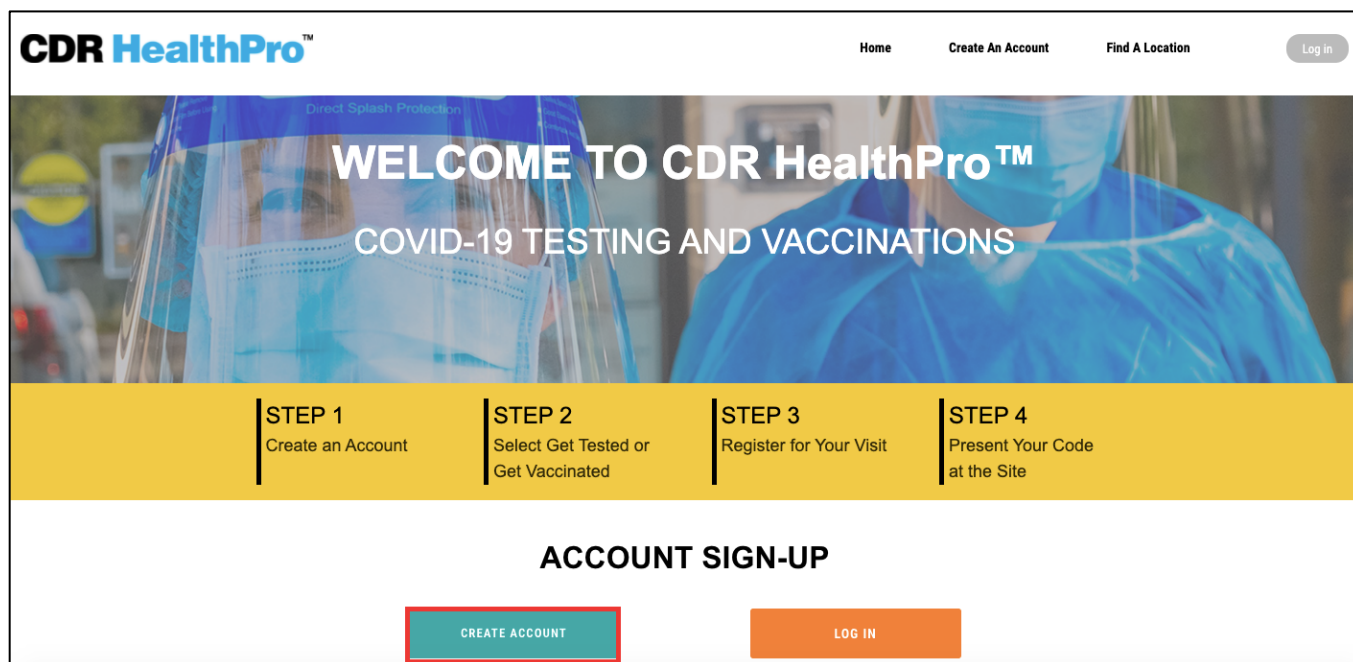 CDR HealthPro™
Home Create An Account Find A Location Log in
Direct Splash Protection
WELCOME TO CDR HealthPro™
COVID-19 TESTING AND VACCINATIONS
STEP 1
Create an Account
STEP 2
Select Get Tested or
Get Vaccinated
STEP 3
Register for Your Visit
STEP 4
Present Your Code
at the Site
ACCOUNT SIGN-UP
CREATE ACCOUNT
LOG IN